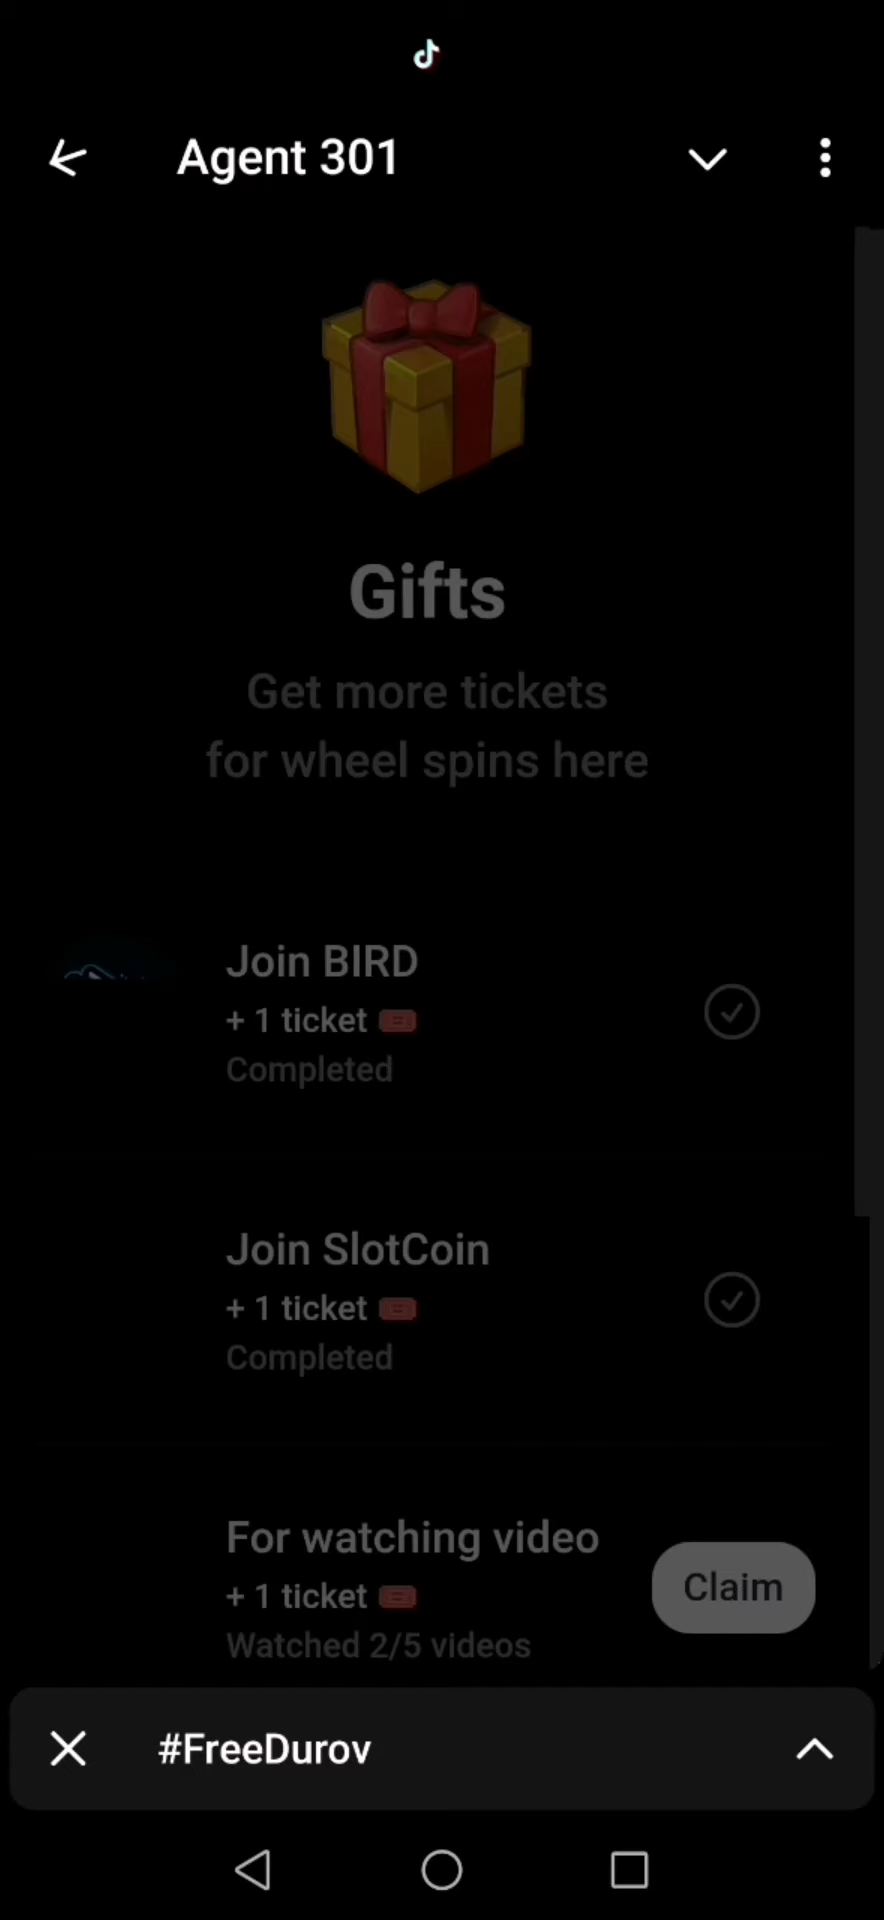 Agent 301
Gifts
Get more tickets
for wheel spins here
Join BIRD
+ 1 ticket
Completed
Join SlotCoin
+ 1 ticket
Completed
For watching video
+ 1 ticket
Watched 2/5 videos
Claim
#FreeDurov